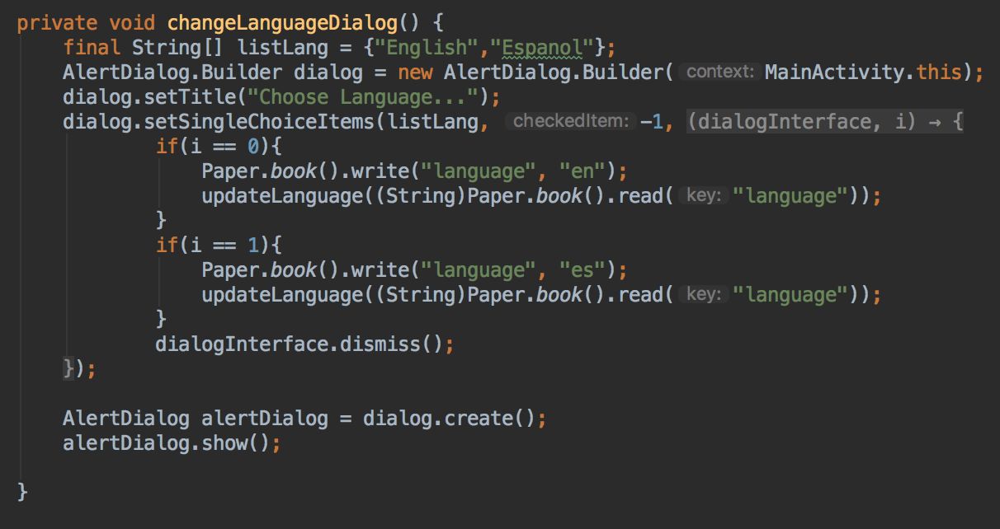 private void changeLanguageDialog() {
    final String[] listLang = {"English","Espanol"};
    AlertDialog.Builder dialog = new AlertDialog.Builder( context: MainActivity.this);
    dialog.setTitle("Choose Language...");
    dialog.setSingleChoiceItems(listLang,  checkedItem: -1, (dialogInterface, i) → {
            if(i == 0){
                Paper.book().write("language", "en");
                updateLanguage((String)Paper.book().read( key: "language"));
            }
            if(i == 1){
                Paper.book().write("language", "es");
                updateLanguage((String)Paper.book().read( key: "language"));
            }
            dialogInterface.dismiss();
    });
    AlertDialog alertDialog = dialog.create();
    alertDialog.show();
}